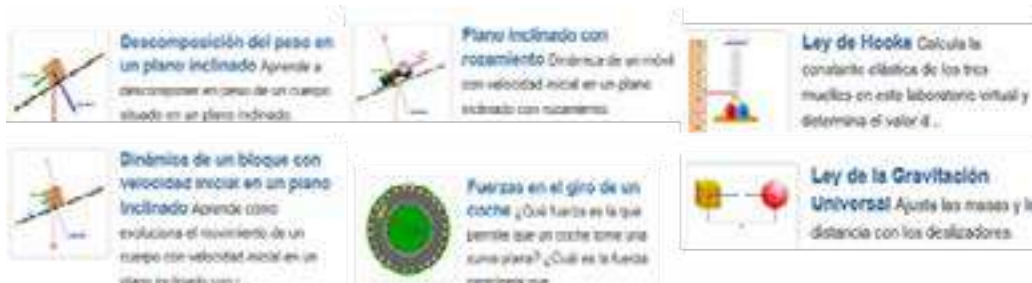 Descomposición del peso en
un plano inclinado Aprende a
descomponer en peso de un cuerpo
situado en un plano inclinado.
Plano inclinado con
rozamiento Dinámica de un móvil
con velocidad inicial en un plano
inclinado con rozamiento.
Ley de Hooke Calcula la
constante elástica de los tres
muelles en este laboratorio virtual y
determina el valor d...
Dinámica de un bloque con
velocidad inicial en un plano
inclinado Aprende cómo
evoluciona el movimiento de un
cuerpo con velocidad inicial en un
plano inclinado
Fuerzas en el giro de un
coche ¿Qué fuerza es la que
permite que un coche tome una
curva plana? ¿Cuál es la fuerza
Ley de la Gravitación
Universal Ajusta las masas y la
distancia con los deslizadores